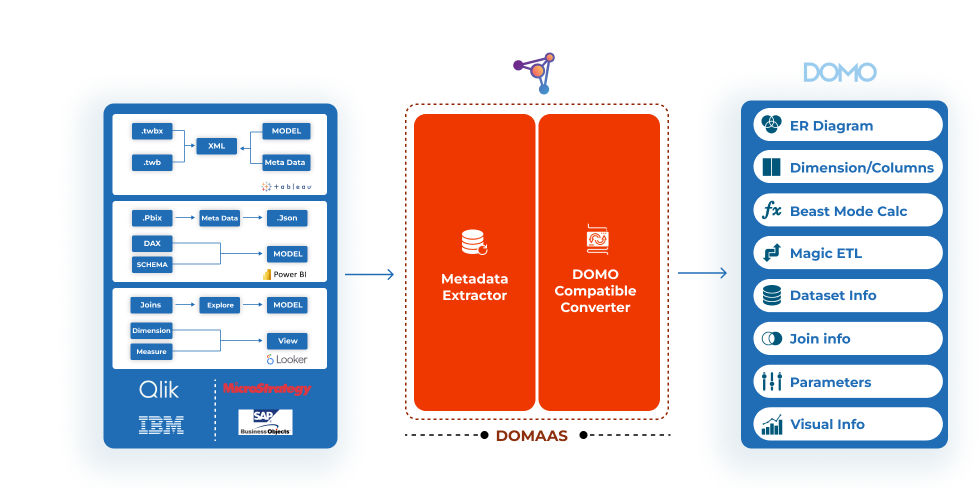 .twbx
.twb
XML
MODEL
Meta Data
+ableau
.Pbix
Meta Data
.Json
DAX
SCHEMA
MODEL
Power BI
Joins
Explore
MODEL
Dimension
Measure
View
Looker
Qlik
MicroStrategy
IBM
SAP
BusinessObjects
Metadata
Extractor
DOMO
Compatible
Converter
DOMAAS
DOMO
ER Diagram
Dimension/Columns
fx
Beast Mode Calc
Magic ETL
Dataset Info
Join info
Parameters
Visual Info